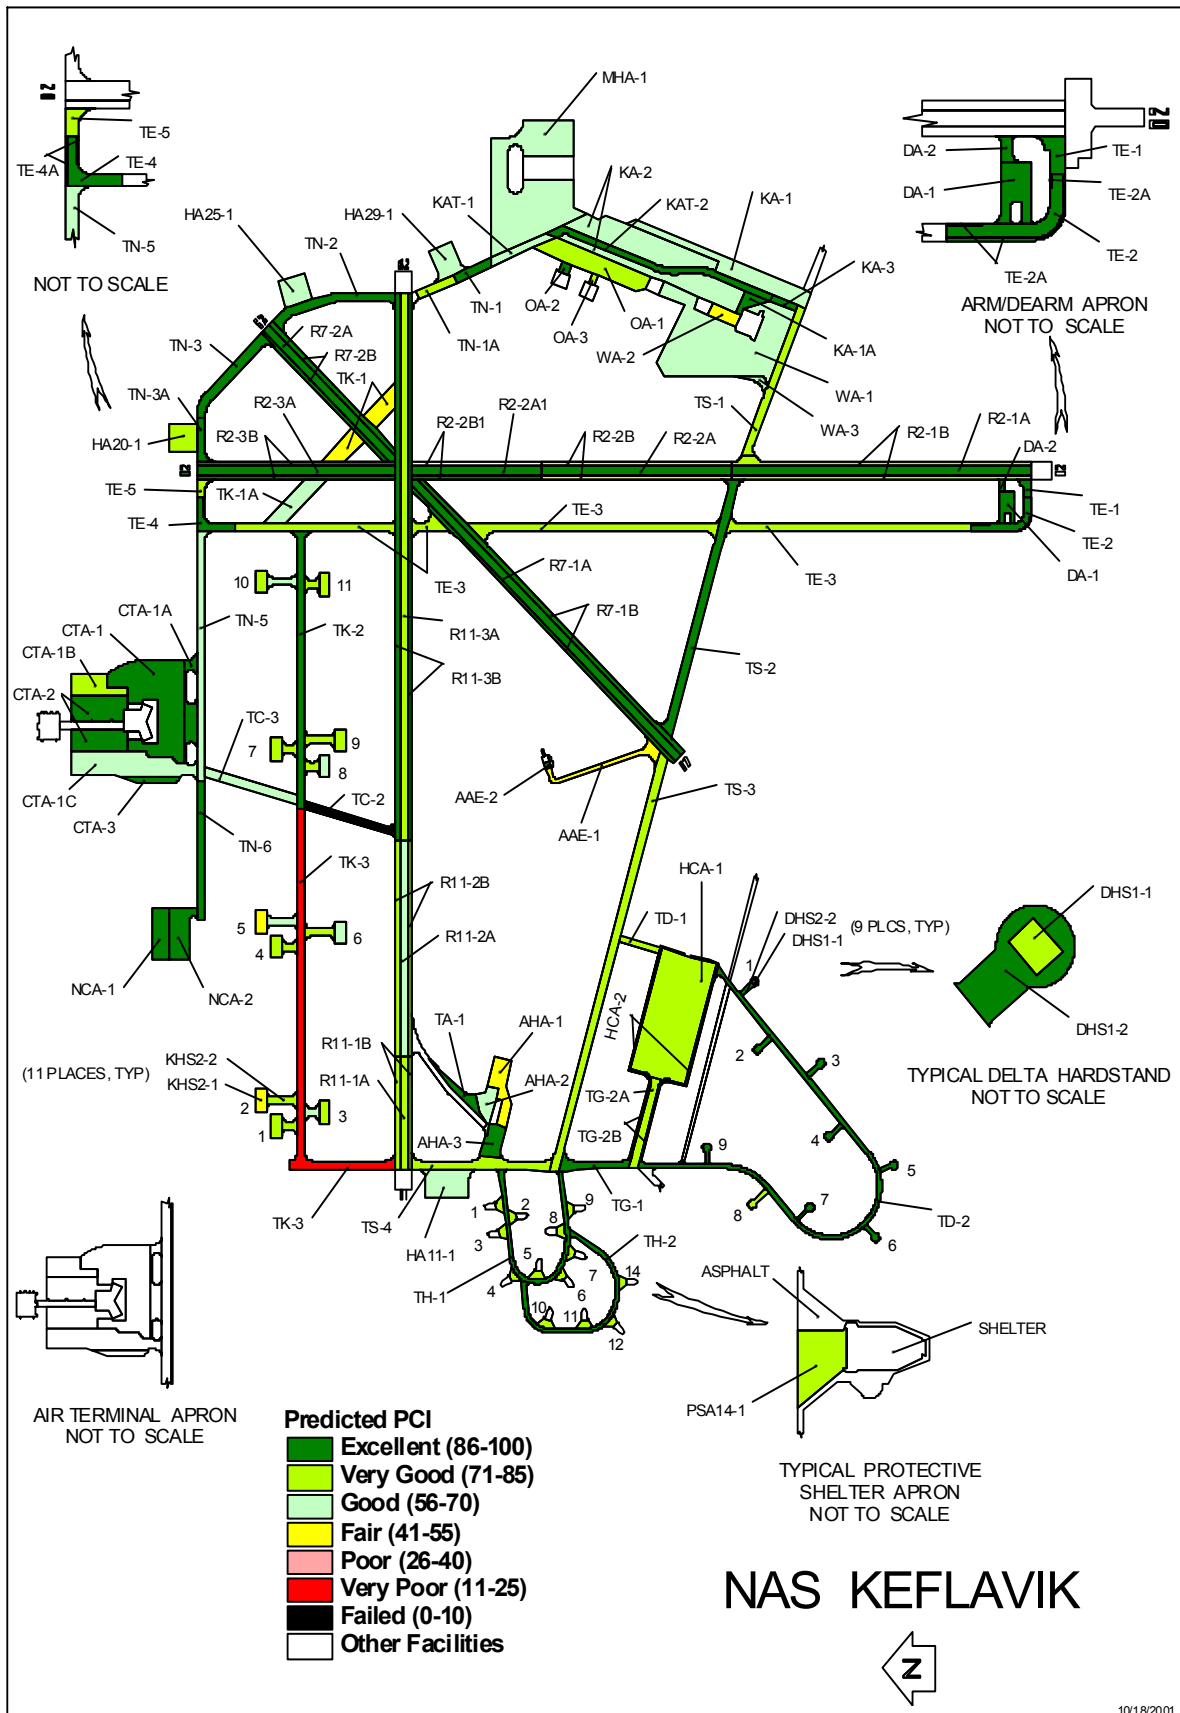 MHA-1
02
TE-5
TE-4A
TE-4
TN-5
NOT TO SCALE
DA-2
TE-1
DA-1
TE-2A
TE-2
TE-2A
02
ARM/DEARM APRON
NOT TO SCALE
KA-2
KAT-1
KAT-2
KA-1
HA29-1
HA25-1
TN-2
KA-3
TN-1
TN-1A
OA-2
OA-3
OA-1
WA-2
KA-1A
WA-1
WA-3
TS-1
R7-2A
R7-2B
TK-1
TN-3
TN-3A
R2-3A
R2-3B
R2-2B1
R2-2A1
R2-2B
R2-2A
R2-1B
R2-1A
DA-2
HA20-1
TE-5
TK-1A
TE-4
TE-3
TE-3
TE-3
TE-1
TE-2
DA-1
10
11
R7-1A
R7-1B
CTA-1A
CTA-1
CTA-1B
CTA-2
TN-5
TK-2
R11-3A
R11-3B
TS-2
TC-3
7
9
8
CTA-1C
CTA-3
TC-2
AAE-2
AAE-1
TS-3
TN-6
TK-3
HCA-1
R11-2B
R11-2A
TD-1
DHS2-2
DHS1-1
(9 PLCS, TYP)
DHS1-1
5
4
6
NCA-1
NCA-2
1
HCA-2
DHS1-2
TYPICAL DELTA HARDSTAND
NOT TO SCALE
TA-1
AHA-1
R11-1B
R11-1A
AHA-2
AHA-3
KHS2-2
KHS2-1
(11 PLACES, TYP)
2
1
3
TG-2A
TG-2B
2
3
4
9
5
8
7
6
TD-2
TK-3
TS-4
HA11-1
TG-1
1
2
3
9
8
TH-2
5
4
7
6
14
TH-1
10
11
12
ASPHALT
SHELTER
PSA14-1
TYPICAL PROTECTIVE
SHELTER APRON
NOT TO SCALE
AIR TERMINAL APRON
NOT TO SCALE
Predicted PCI
Excellent (86-100)
Very Good (71-85)
Good (56-70)
Fair (41-55)
Poor (26-40)
Very Poor (11-25)
Failed (0-10)
Other Facilities
NAS KEFLAVIK
N
10/18/2001